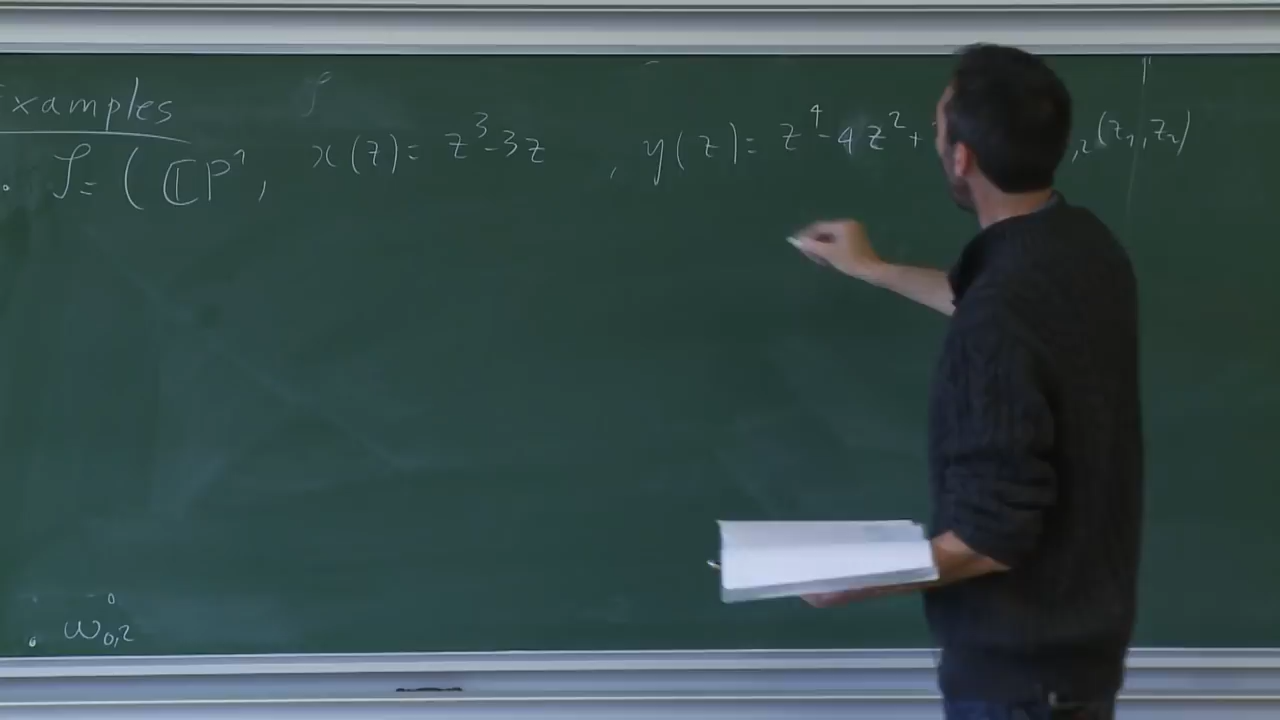 Examples
. 𝒮 = ( ℂP¹, x(z) = z³-3z , y(z) = z⁴-4z²+ ,₂(z₁,z₂)
. ω₀,₂